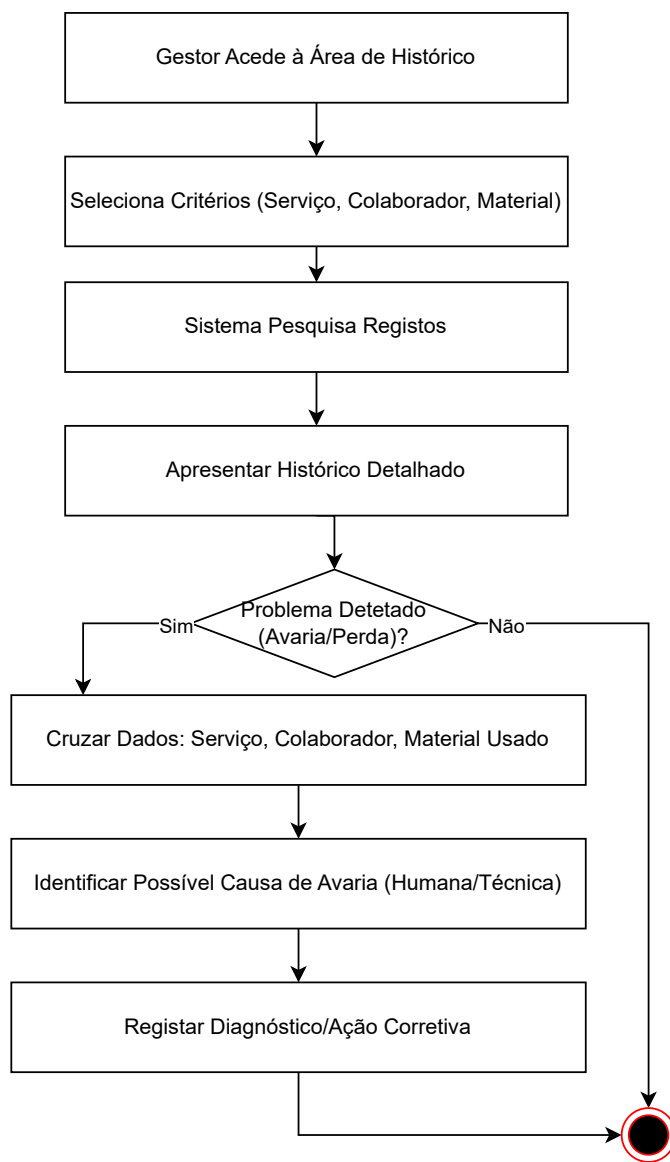 Gestor Acede à Área de Histórico
Seleciona Critérios (Serviço, Colaborador, Material)
Sistema Pesquisa Registos
Apresentar Histórico Detalhado
Problema Detetado
(Avaria/Perda)?
Sim
Não
Cruzar Dados: Serviço, Colaborador, Material Usado
Identificar Possível Causa de Avaria (Humana/Técnica)
Registar Diagnóstico/Ação Corretiva